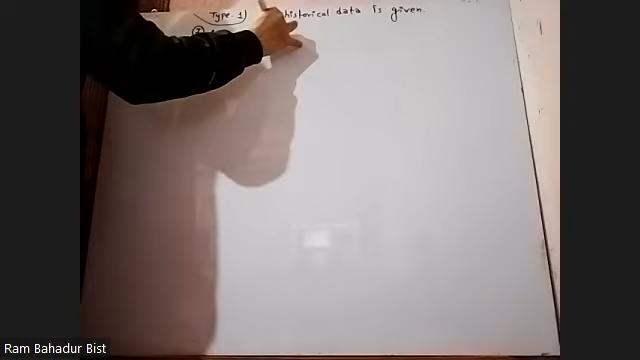 Type 1) historical data is given.
Ram Bahadur Bist